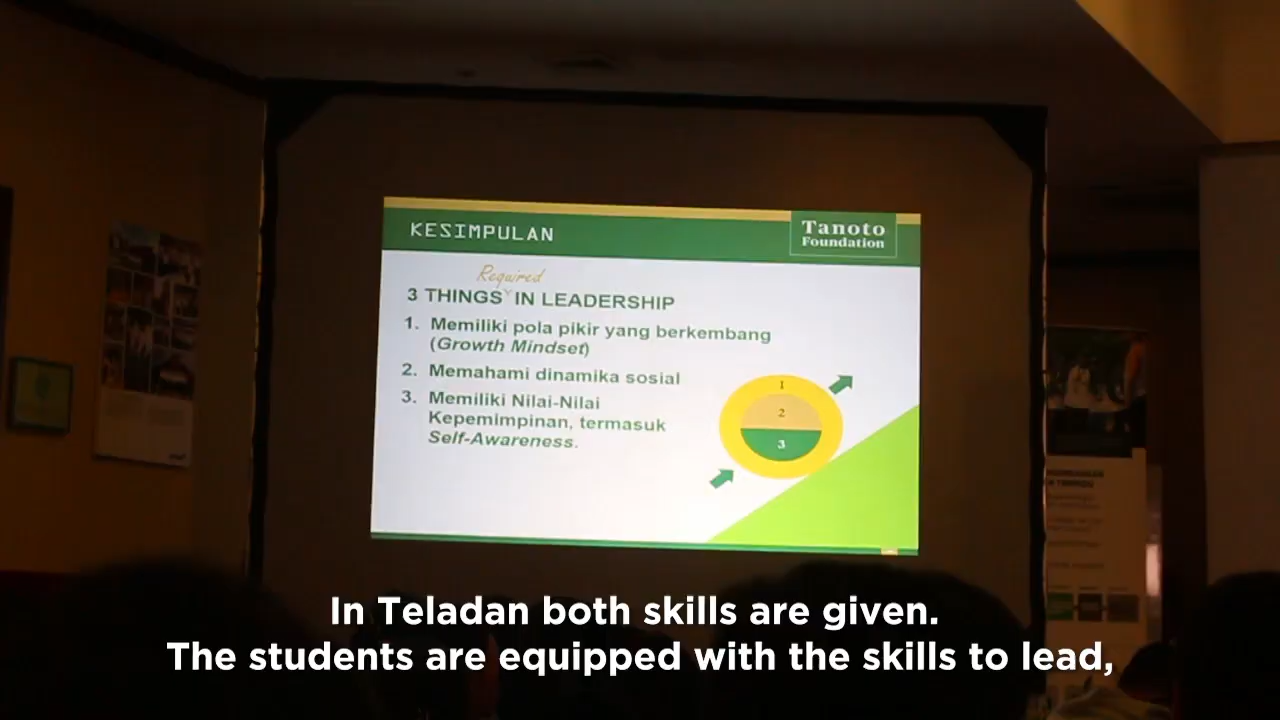 KESIMPULAN
Tanoto
Foundation
Required
3 THINGS IN LEADERSHIP
1. Memiliki pola pikir yang berkembang
(Growth Mindset)
2. Memahami dinamika sosial
3. Memiliki Nilai-Nilai
Kepemimpinan, termasuk
Self-Awareness.
1
2
3
In Teladan both skills are given.
The students are equipped with the skills to lead,